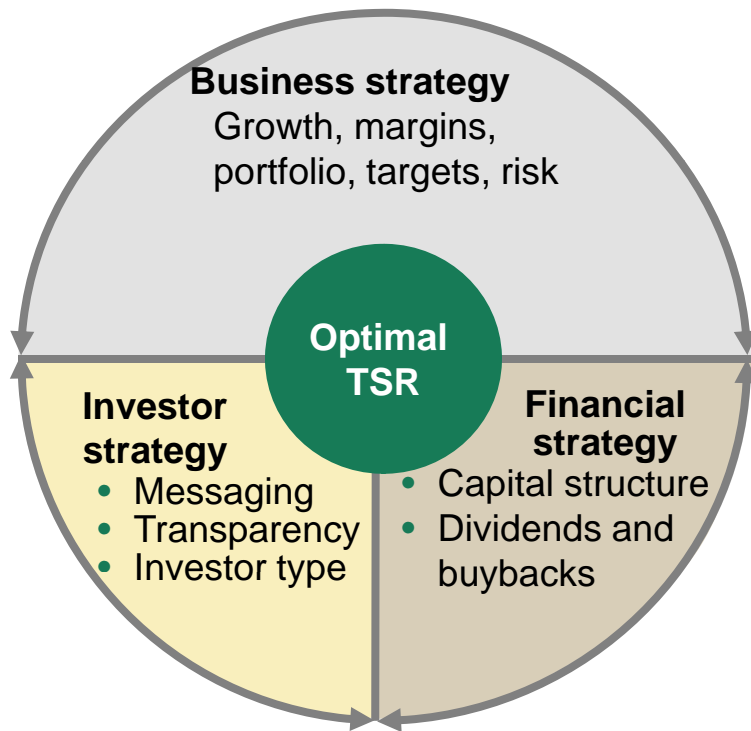 Business strategy
Growth, margins,
portfolio, targets, risk
Optimal
TSR
Investor
strategy
• Messaging
• Transparency
• Investor type
Financial
strategy
• Capital structure
• Dividends and
buybacks